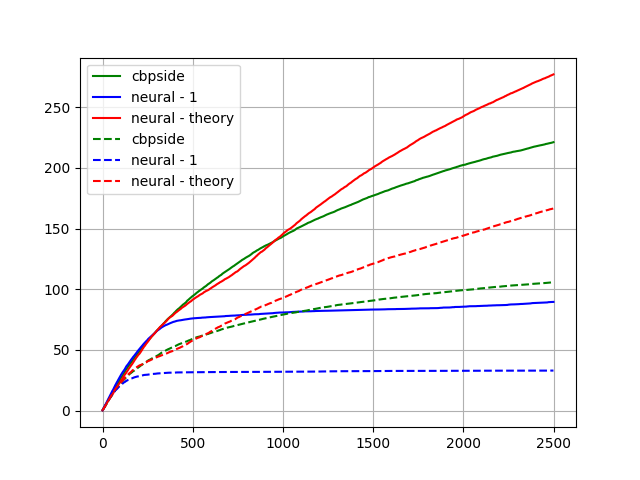 cbpside
neural - 1
neural - theory
cbpside
neural - 1
neural - theory
250
200
150
100
50
0
0 500 1000 1500 2000 2500